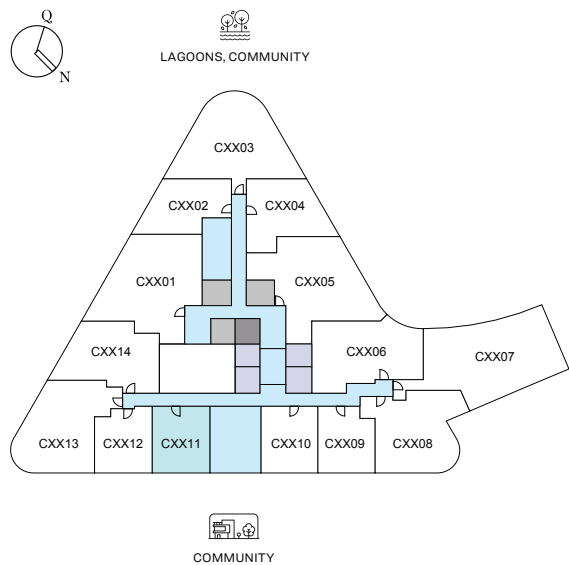 Q
N
LAGOONS, COMMUNITY
CXX03
CXX02
CXX04
CXX01
CXX05
CXX14
CXX06
CXX07
CXX13
CXX12
CXX11
CXX10
CXX09
CXX08
COMMUNITY